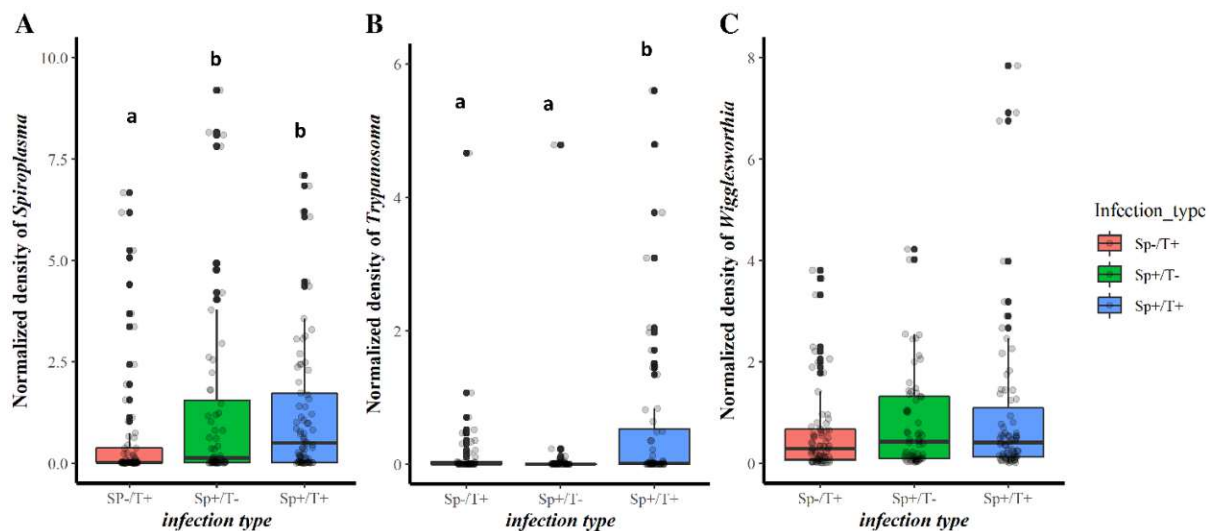 A
Normalized density of Spiroplasma
10.0
7.5
5.0
2.5
0.0
a
b
b
SP-/T+
Sp+/T-
Sp+/T+
infection type
B
Normalized density of Trypanosoma
6
4
2
0
a
a
b
Sp-/T+
Sp+/T-
Sp+/T+
infection type
C
Normalized density of Wigglesworthia
8
6
4
2
0
Sp-/T+
Sp+/T-
Sp+/T+
infection type
Infection_type
Sp-/T+
Sp+/T-
Sp+/T+